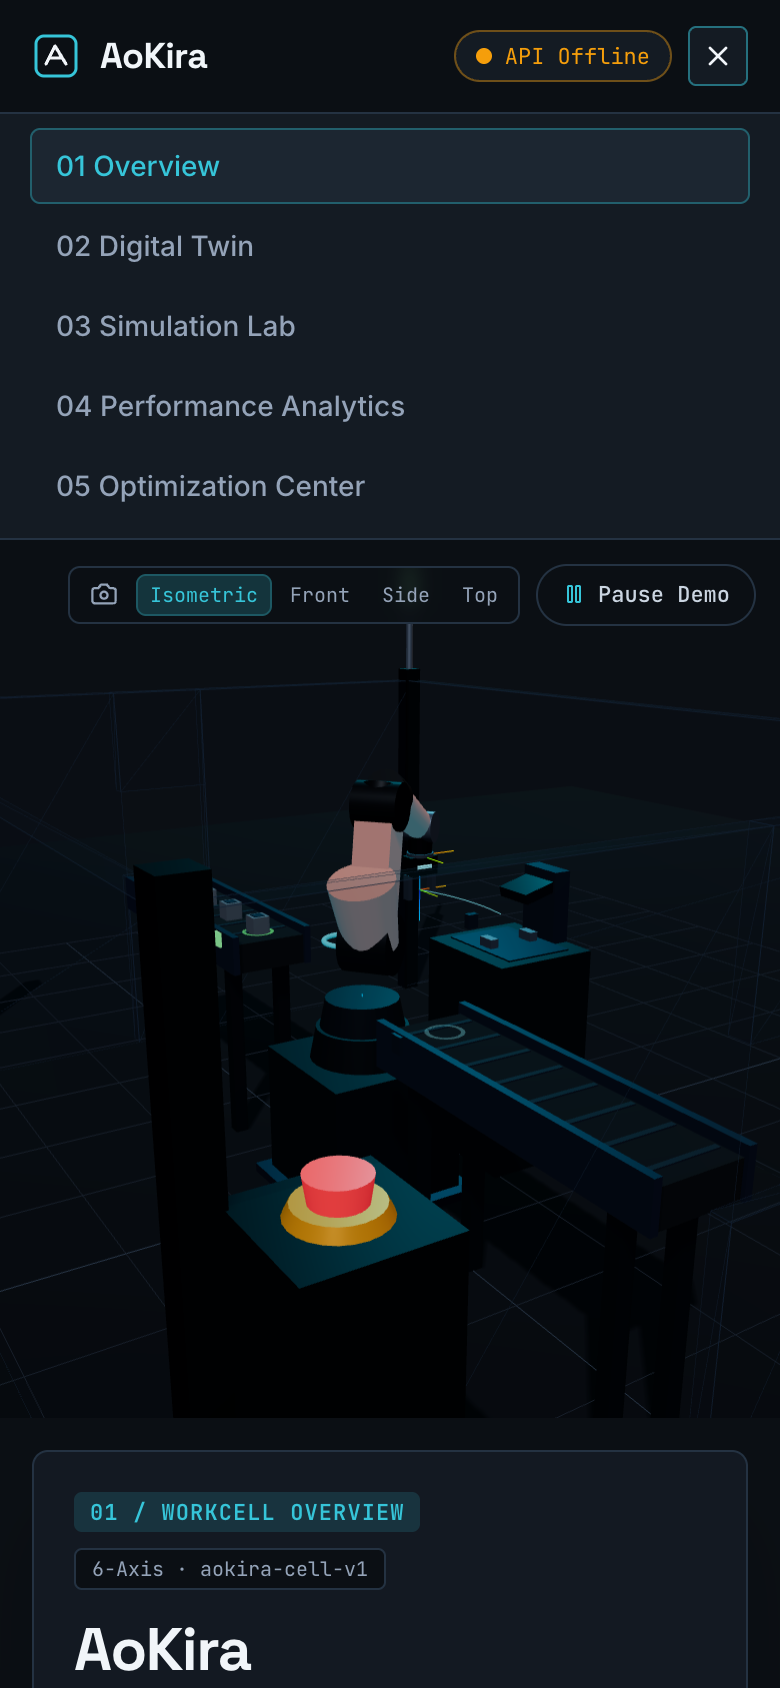 AoKira
API Offline
01 Overview
02 Digital Twin
03 Simulation Lab
04 Performance Analytics
05 Optimization Center
Isometric Front Side Top
Pause Demo
01 / WORKCELL OVERVIEW
6-Axis · aokira-cell-v1
AoKira